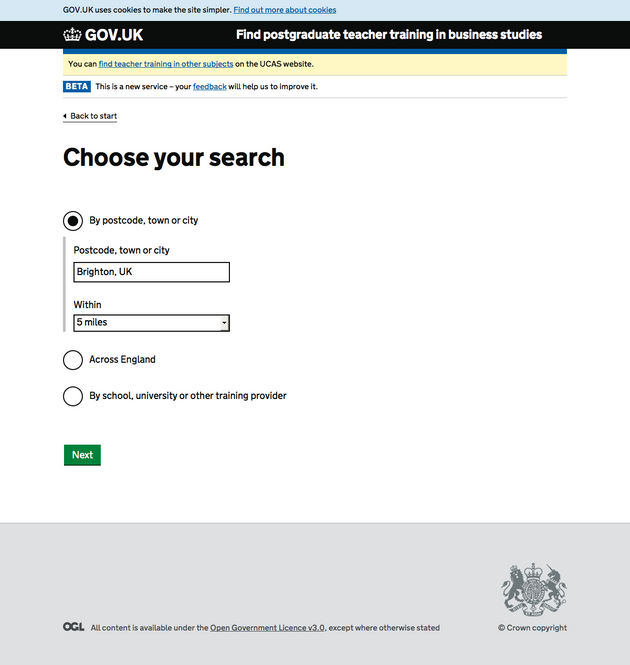 GOV.UK uses cookies to make the site simpler. Find out more about cookies
GOV.UK Find postgraduate teacher training in business studies
You can find teacher training in other subjects on the UCAS website.
BETA This is a new service – your feedback will help us to improve it.
Back to start
Choose your search
By postcode, town or city
Postcode, town or city
Brighton, UK
Within
5 miles
Across England
By school, university or other training provider
Next
OGL All content is available under the Open Government Licence v3.0, except where otherwise stated
© Crown copyright